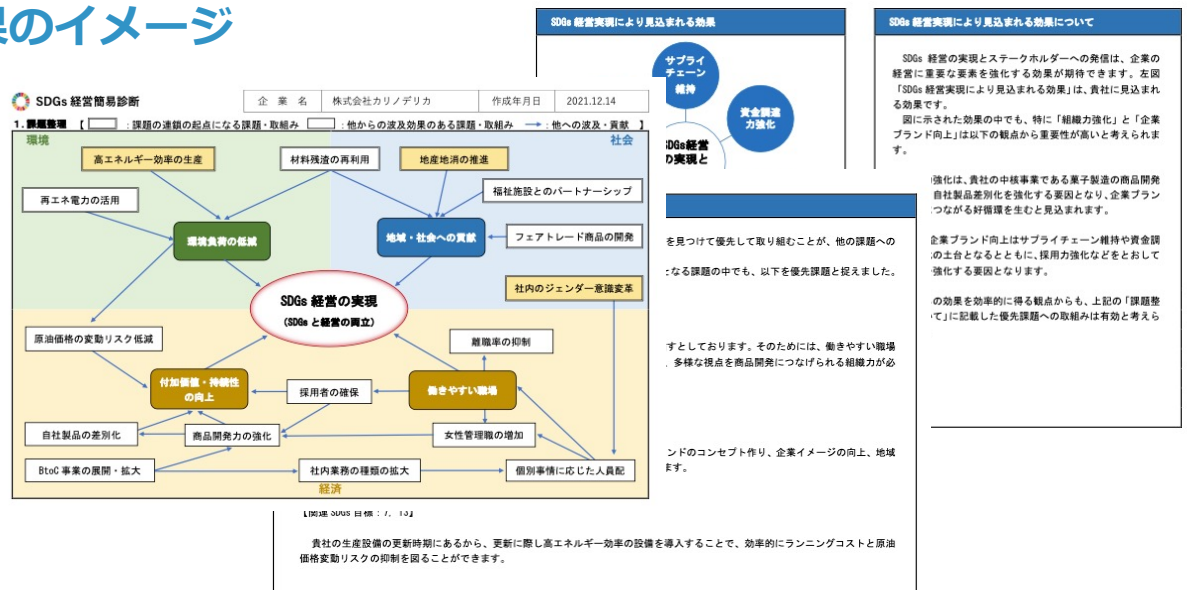 果のイメージ
SDGs 経営簡易診断
企 業 名
株式会社カリノデリカ
作成年月日
2021.12.14
1.課題整理 【 :課題の連鎖の起点になる課題・取組み :他からの波及効果のある課題・取組み → :他への波及・貢献 】
環境
社会
高エネルギー効率の生産
材料残渣の再利用
地産地消の推進
再エネ電力の活用
福祉施設とのパートナーシップ
環境負荷の低減
地域・社会への貢献
フェアトレード商品の開発
SDGs 経営の実現
(SDGs と経営の両立)
社内のジェンダー意識変革
原油価格の変動リスク低減
離職率の抑制
付加価値・持続性
の向上
採用者の確保
働きやすい職場
自社製品の差別化
商品開発力の強化
女性管理職の増加
BtoC 事業の展開・拡大
社内業務の種類の拡大
個別事情に応じた人員配
経済
SDGs 経営実現により見込まれる効果
サプライ
チェーン
維持
資金調達
力強化
SDGs経営
の実現と
SDGs 経営実現により見込まれる効果について
SDGs 経営の実現とステークホルダーへの発信は、企業の
経営に重要な要素を強化する効果が期待できます。左図
「SDGs 経営実現により見込まれる効果」は、貴社に見込まれ
る効果です。
図に示された効果の中でも、特に「組織力強化」と「企業
ブランド向上」は以下の観点から重要性が高いと考えられま
す。
強化は、貴社の中核事業である菓子製造の商品開発
自社製品差別化を強化する要因となり、企業ブラン
つながる好循環を生むと見込まれます。
企業ブランド向上はサプライチェーン維持や資金調
の土台となるとともに、採用力強化などをとおして
強化する要因となります。
の効果を効率的に得る観点からも、上記の「課題整
て」に記載した優先課題への取組みは有効と考えら
を見つけて優先して取り組むことが、他の課題への
となる課題の中でも、以下を優先課題と捉えました。
すとしております。そのためには、働きやすい職場
、多様な視点を商品開発につなげられる組織力が必
ンドのコンセプト作り、企業イメージの向上、地域
ます。
【関連 SDGs 目標:7, 13】
貴社の生産設備の更新時期にあるから、更新に際し高エネルギー効率の設備を導入することで、効率的にランニングコストと原油
価格変動リスクの抑制を図ることができます。